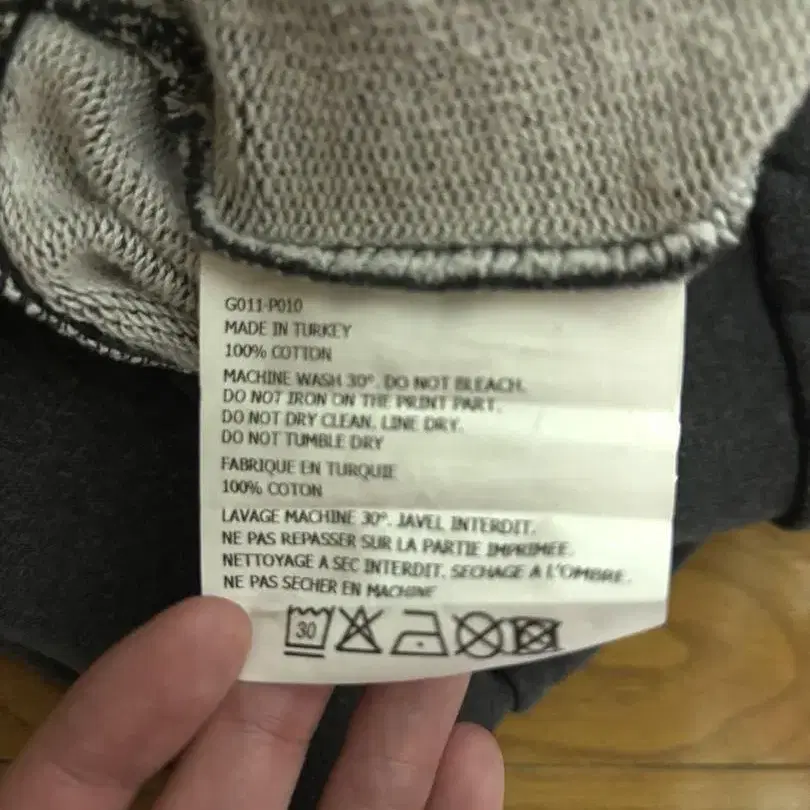 G011-P010
MADE IN TURKEY
100% COTTON
MACHINE WASH 30°. DO NOT BLEACH.
DO NOT IRON ON THE PRINT PART.
DO NOT DRY CLEAN. LINE DRY.
DO NOT TUMBLE DRY
FABRIQUE EN TURQUIE
100% COTON
LAVAGE MACHINE 30°. JAVEL INTERDIT.
NE PAS REPASSER SUR LA PARTIE IMPRIMEE.
NETTOYAGE A SEC INTERDIT. SECHAGE A L'OMBRE.
NE PAS SECHER EN MACHINE
30